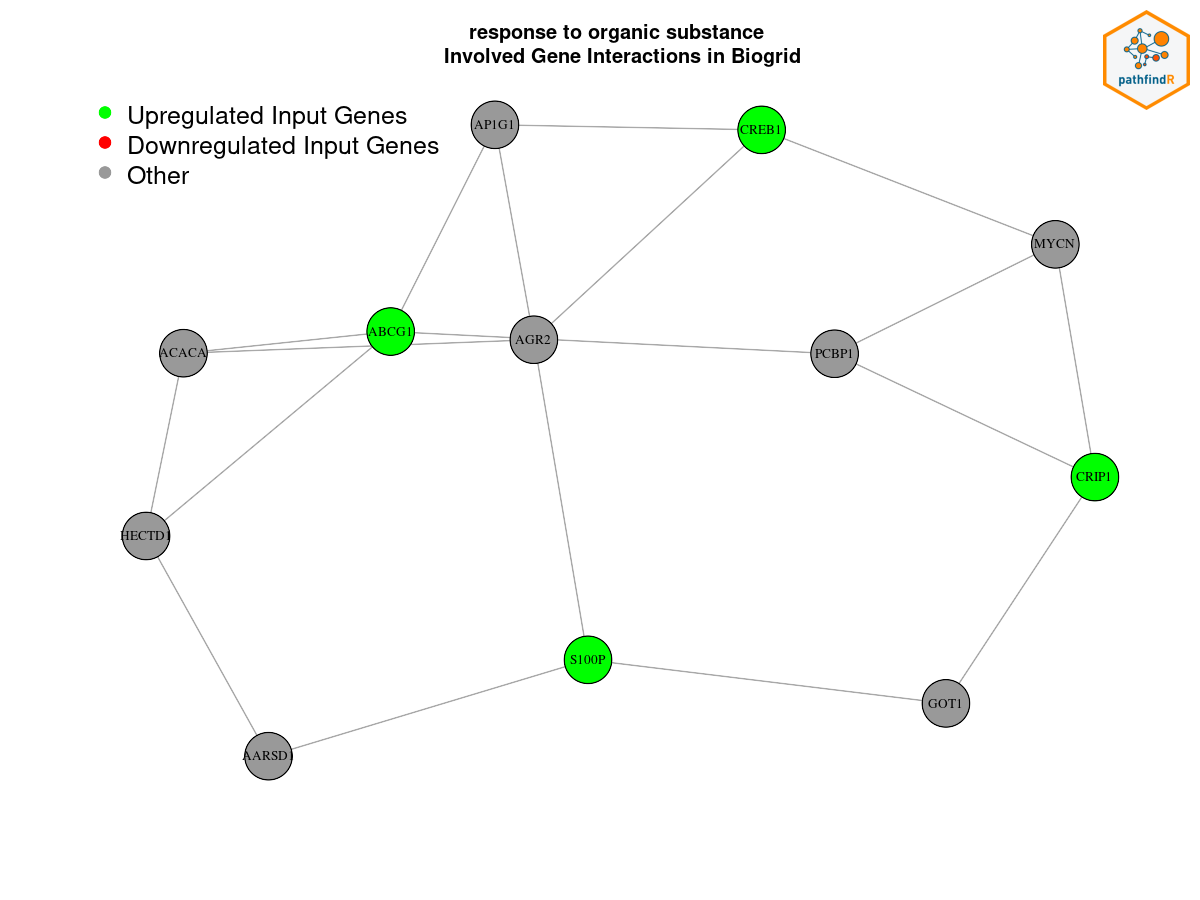 response to organic substance
Involved Gene Interactions in Biogrid
pathfindR
Upregulated Input Genes
Downregulated Input Genes
Other
AP1G1
CREB1
MYCN
ABCG1
AGR2
ACACA
PCBP1
CRIP1
HECTD1
S100P
GOT1
AARSD1